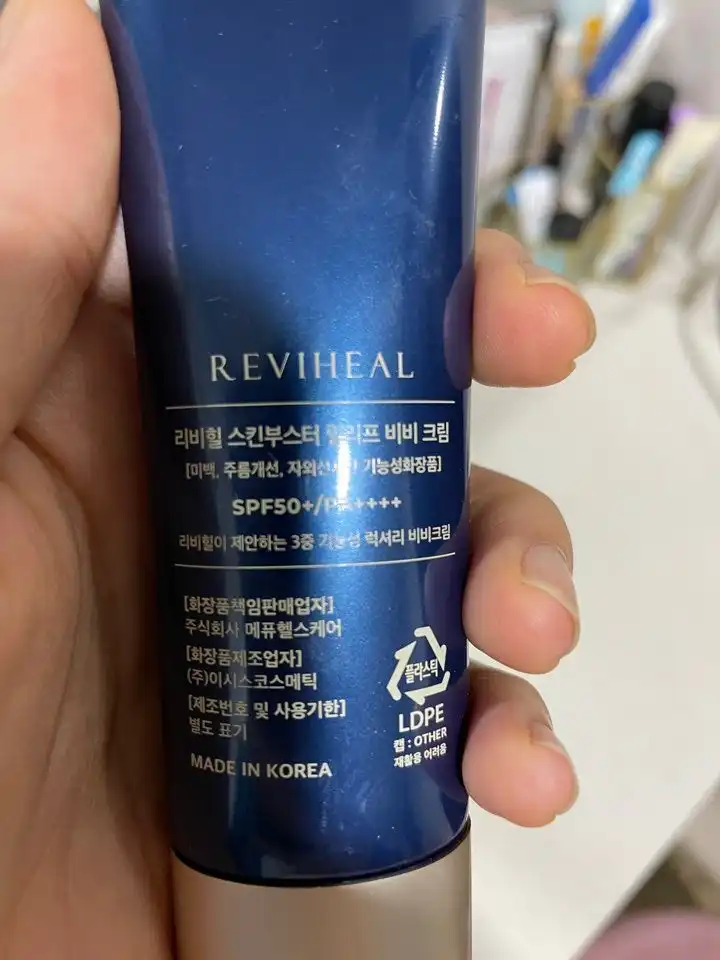 REVIHEAL
리비힐 스킨부스터 비비 크림
[미백, 주름개선, 기능성화장품]
SPF50+/PA++++
리비힐이 제안하는 3중 기능성 럭셔리 비비크림
[화장품책임판매업자]
주식회사 메퓨헬스케어
[화장품제조업자]
(주)이시스코스메틱
[제조번호 및 사용기한]
별도 표기
MADE IN KOREA
플라스틱
LDPE
캡 : OTHER
재활용 어려움